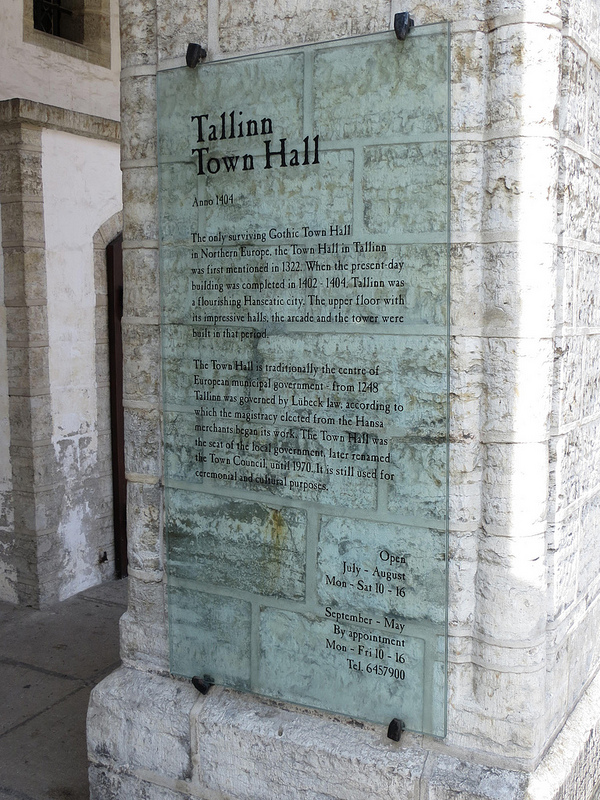 Tallinn
Town Hall
Anno 1404
The only surviving Gothic Town Hall
in Northern Europe, the Town Hall in Tallinn
was first mentioned in 1322. When the present-day
building was completed in 1402 - 1404, Tallinn was
a flourishing Hanseatic city. The upper floor with
its impressive halls, the arcade and the tower were
built in that period.
The Town Hall is traditionally the centre of
European municipal government - from 1248
Tallinn was governed by Lübeck law, according to
which the magistracy elected from the Hansa
merchants began its work. The Town Hall was
the seat of the local government, later renamed
the Town Council, until 1970. It is still used for
ceremonial and cultural purposes.
Open
July - August
Mon - Sat 10 - 16
September - May
By appointment
Mon - Fri 10 - 16
Tel. 6457900